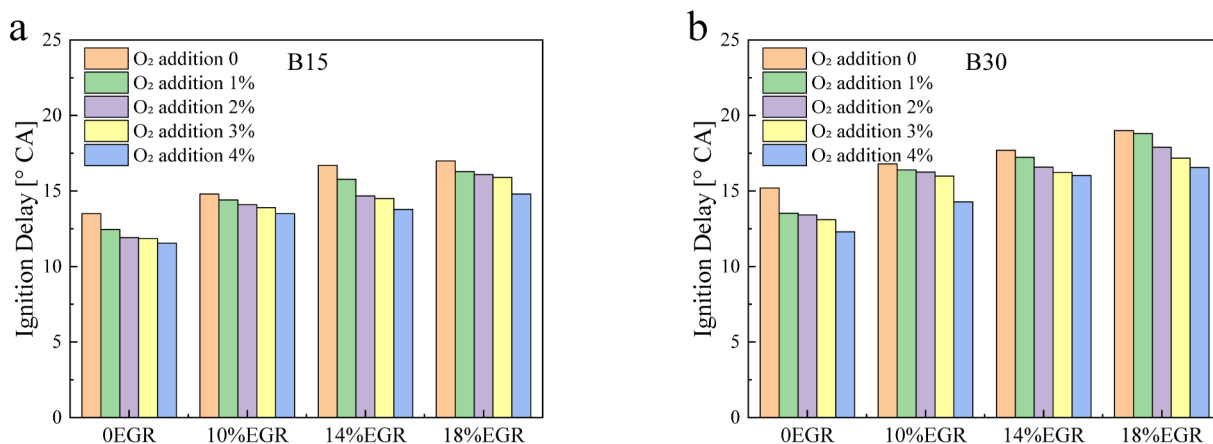 a
B15
O₂ addition 0
O₂ addition 1%
O₂ addition 2%
O₂ addition 3%
O₂ addition 4%
Ignition Delay [° CA]
25
20
15
10
5
0
0EGR 10%EGR 14%EGR 18%EGR
b
B30
O₂ addition 0
O₂ addition 1%
O₂ addition 2%
O₂ addition 3%
O₂ addition 4%
Ignition Delay [° CA]
25
20
15
10
5
0
0EGR 10%EGR 14%EGR 18%EGR